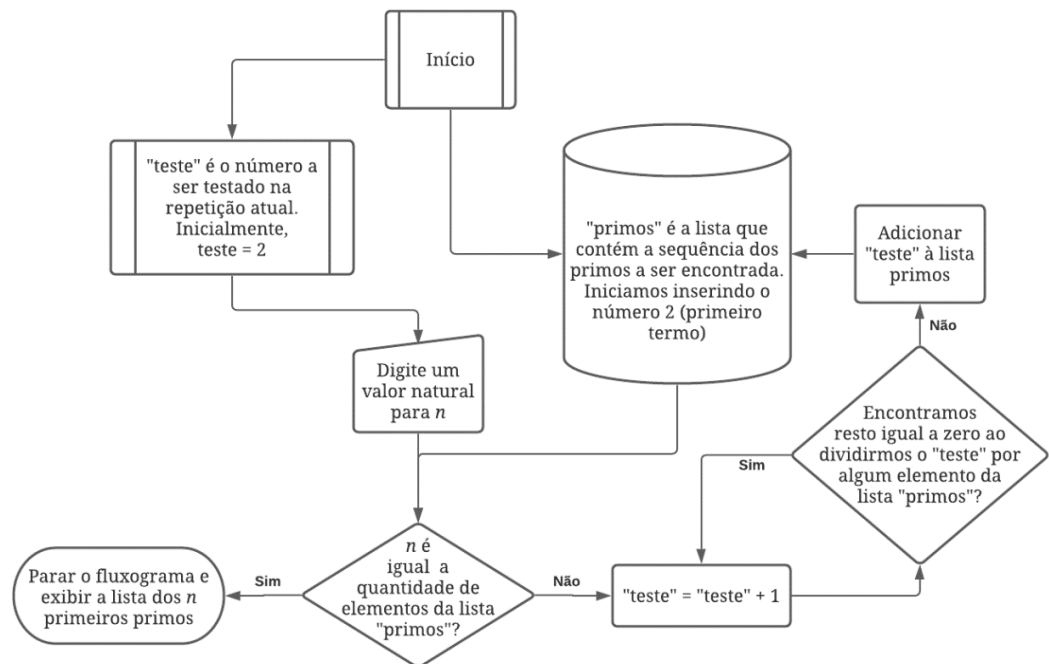 Início
"teste" é o número a
ser testado na
repetição atual.
Inicialmente,
teste = 2
"primos" é a lista que
contém a sequência dos
primos a ser encontrada.
Iniciamos inserindo o
número 2 (primeiro
termo)
Adicionar
"teste" à lista
primos
Não
Digite um
valor natural
para n
Encontramos
resto igual a zero ao
dividirmos o "teste" por
algum elemento da
lista "primos"?
Sim
n é
igual a
quantidade de
elementos da lista
"primos"?
Sim
Não
Parar o fluxograma e
exibir a lista dos n
primeiros primos
"teste" = "teste" + 1